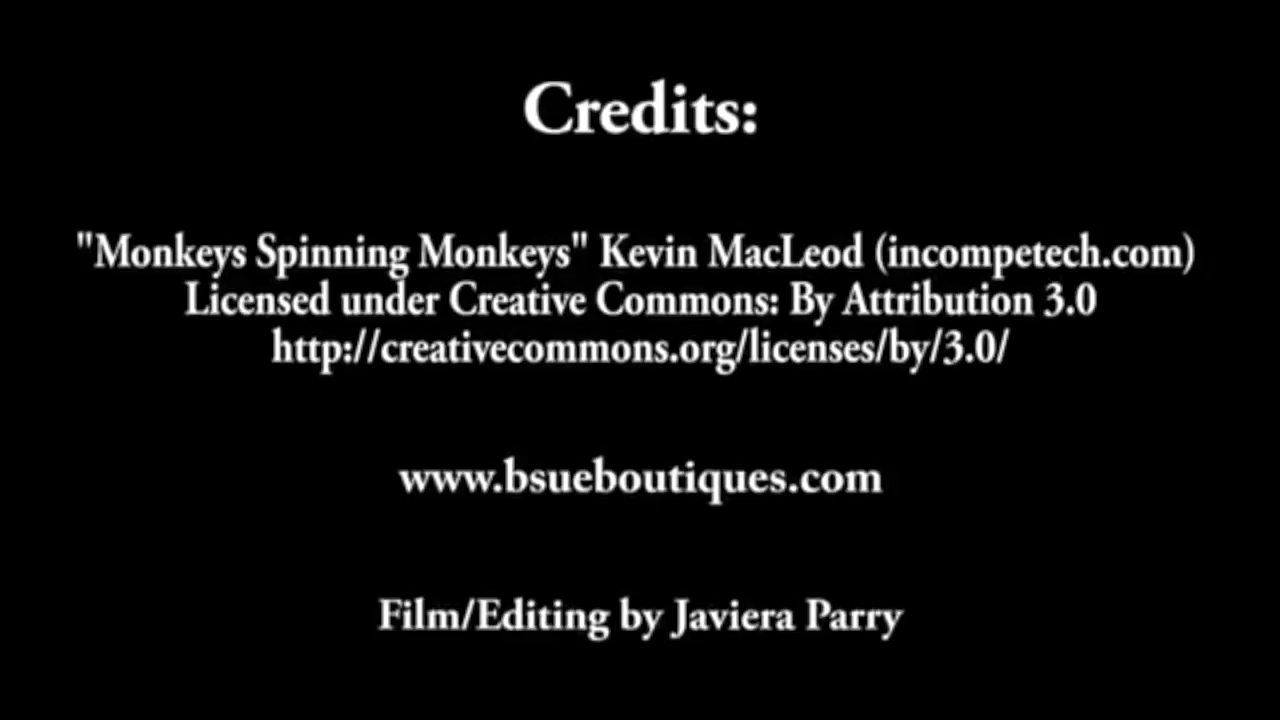 Credits:
"Monkeys Spinning Monkeys" Kevin MacLeod (incompetech.com)
Licensed under Creative Commons: By Attribution 3.0
http://creativecommons.org/licenses/by/3.0/
www.bsueboutiques.com
Film/Editing by Javiera Parry